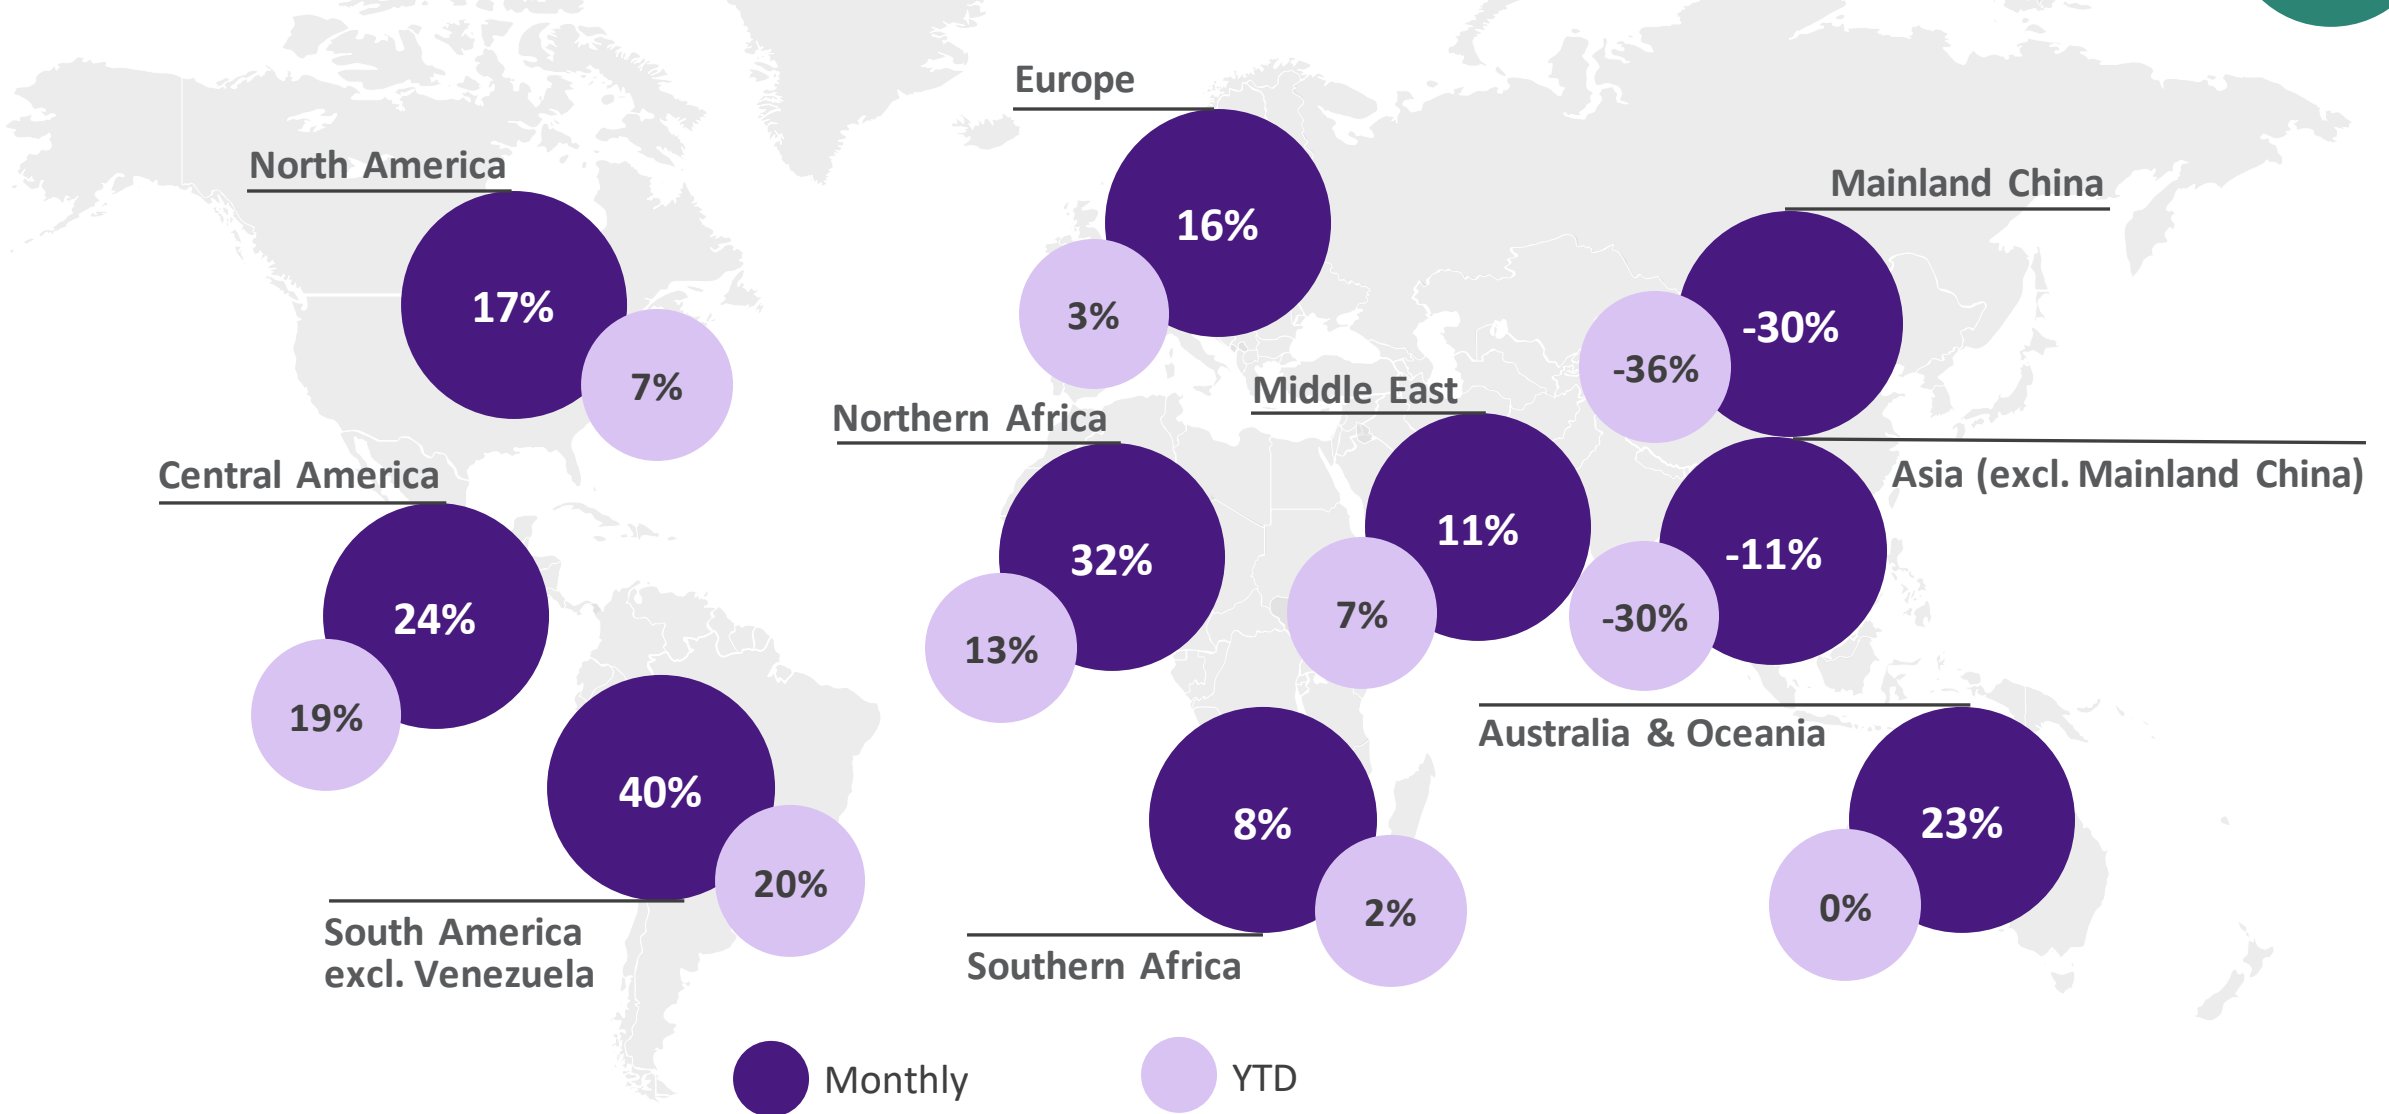 Europe
16%
3%
North America
17%
7%
Mainland China
-30%
-36%
Middle East
11%
7%
Northern Africa
32%
13%
Asia (excl. Mainland China)
-11%
-30%
Central America
24%
19%
40%
20%
South America
excl. Venezuela
8%
2%
Southern Africa
Australia & Oceania
23%
0%
Monthly
YTD